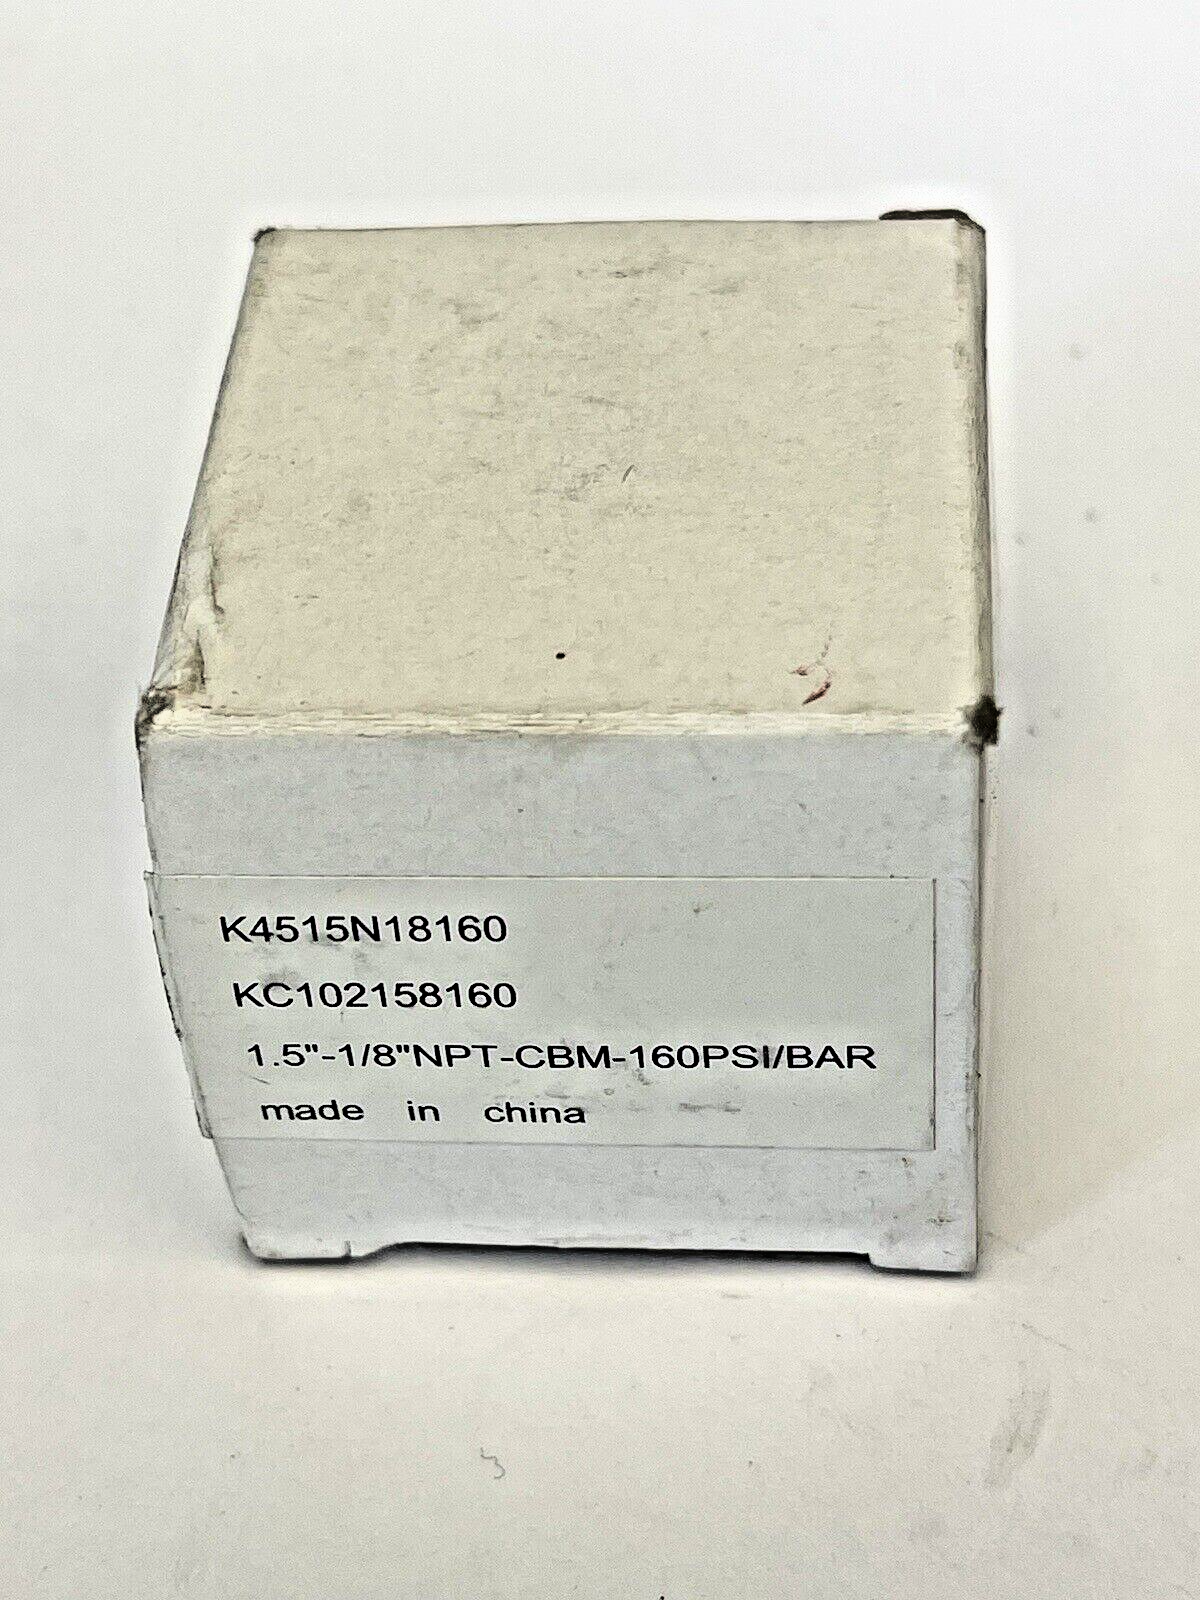 K4515N18160
KC102158160
1.5"-1/8"NPT-CBM-160PSI/BAR
made in china